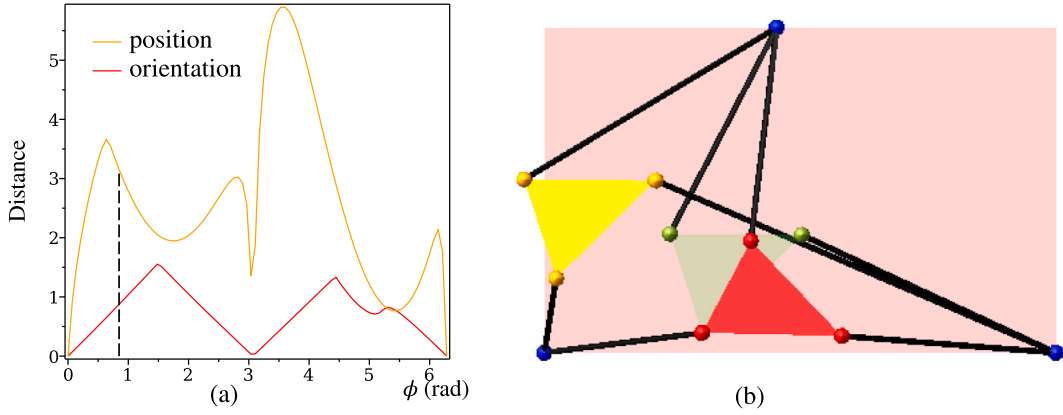 position
orientation
Distance
5
4
3
2
1
0
0 1 2 3 4 5 6
ϕ (rad)
(a) (b)